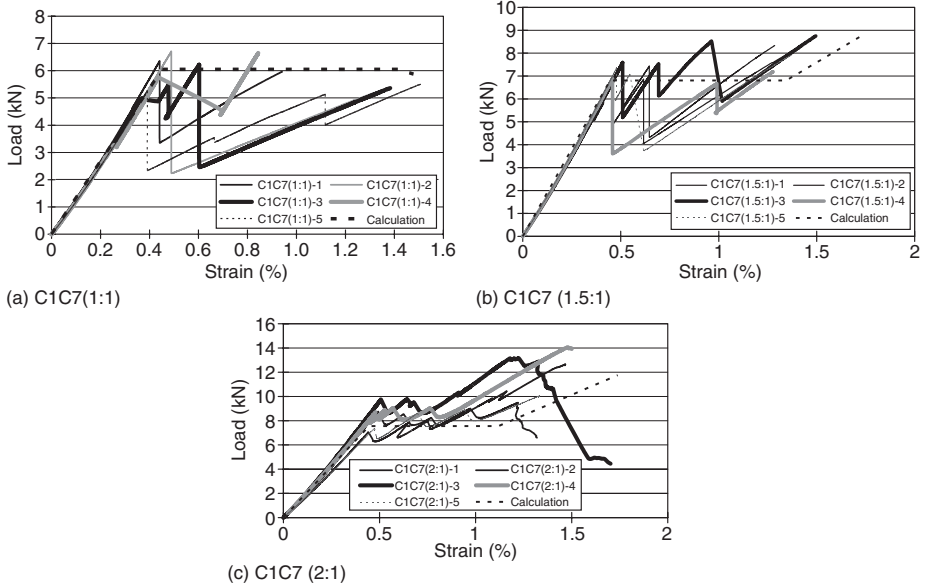 8
7
6
5
4
3
2
1
0
Load (kN)
0 0.2 0.4 0.6 0.8 1.0 1.2 1.4 1.6
Strain (%)
C1C7(1:1)-1 C1C7(1:1)-2
C1C7(1:1)-3 C1C7(1:1)-4
C1C7(1:1)-5 Calculation
(a) C1C7(1:1)
10
9
8
7
6
5
4
3
2
1
0
Load (kN)
0 0.5 1 1.5 2
Strain (%)
C1C7(1.5:1)-1 C1C7(1.5:1)-2
C1C7(1.5:1)-3 C1C7(1.5:1)-4
C1C7(1.5:1)-5 Calculation
(b) C1C7 (1.5:1)
16
14
12
10
8
6
4
2
0
Load (kN)
0 0.5 1 1.5 2
Strain (%)
C1C7(2:1)-1 C1C7(2:1)-2
C1C7(2:1)-3 C1C7(2:1)-4
C1C7(2:1)-5 Calculation
(c) C1C7 (2:1)